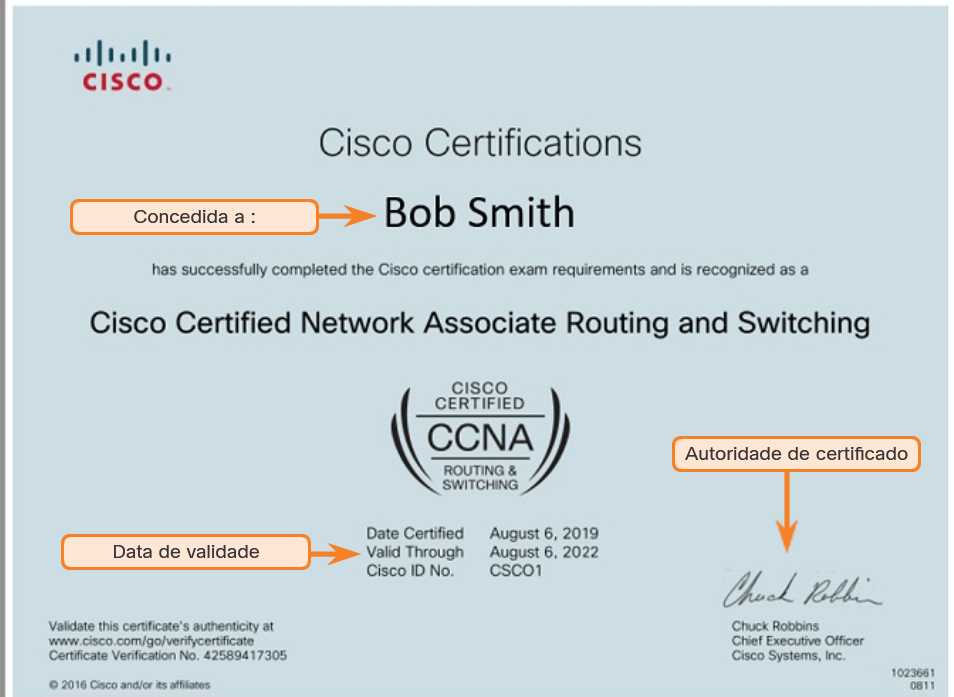 CISCO
Cisco Certifications
Concedida a :
Bob Smith
has successfully completed the Cisco certification exam requirements and is recognized as a
Cisco Certified Network Associate Routing and Switching
CISCO
CERTIFIED
CCNA
ROUTING &
SWITCHING
Autoridade de certificado
Data de validade
Date Certified August 6, 2019
Valid Through August 6, 2022
Cisco ID No. CSCO1
Chuck Robbins
Validate this certificate's authenticity at
www.cisco.com/go/verifycertificate
Certificate Verification No. 42589417305
Chuck Robbins
Chief Executive Officer
Cisco Systems, Inc.
© 2016 Cisco and/or its affiliates
1023661
0811